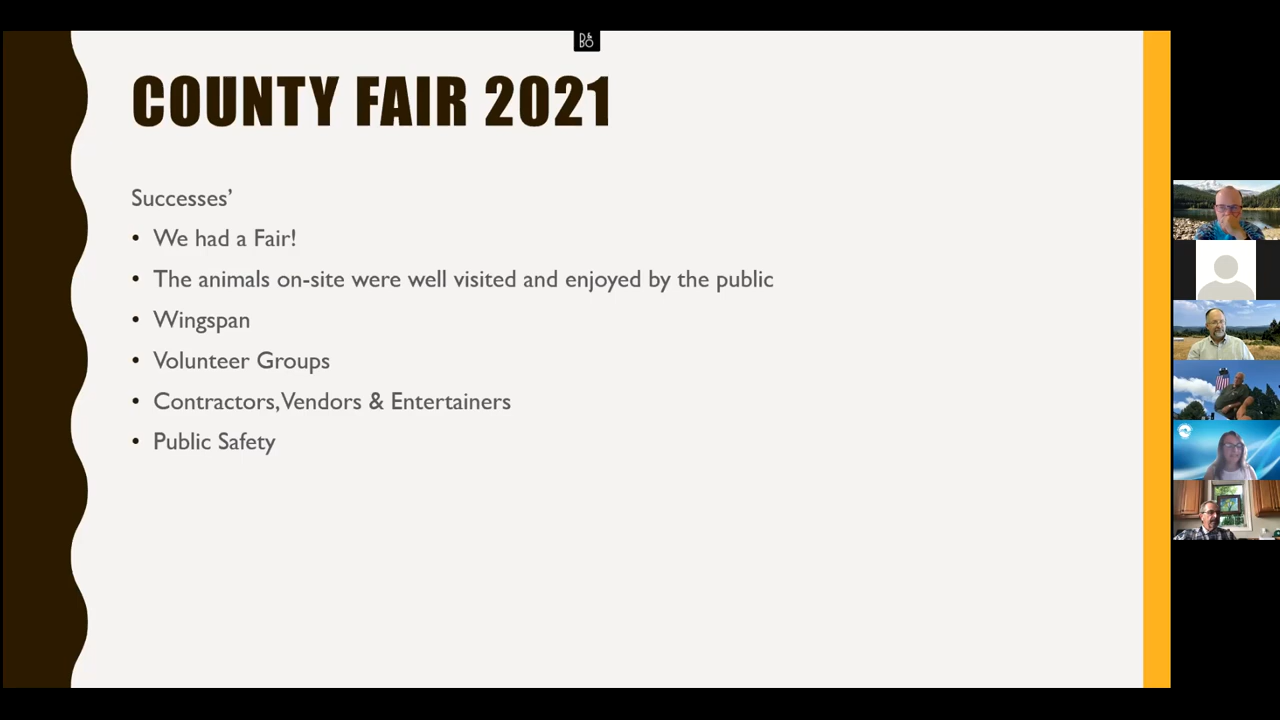 B&O
COUNTY FAIR 2021
Successes’
• We had a Fair!
• The animals on-site were well visited and enjoyed by the public
• Wingspan
• Volunteer Groups
• Contractors,Vendors & Entertainers
• Public Safety